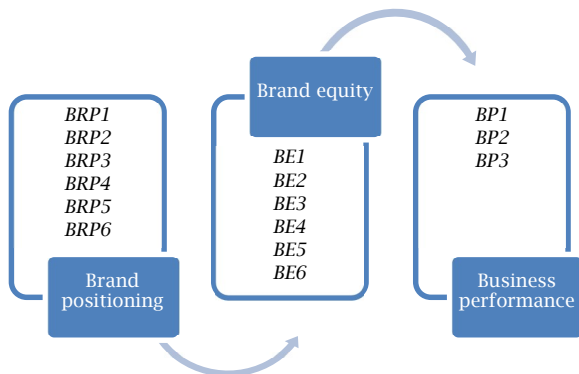 BRP1
BRP2
BRP3
BRP4
BRP5
BRP6
Brand
positioning
Brand equity
BE1
BE2
BE3
BE4
BE5
BE6
BP1
BP2
BP3
Business
performance